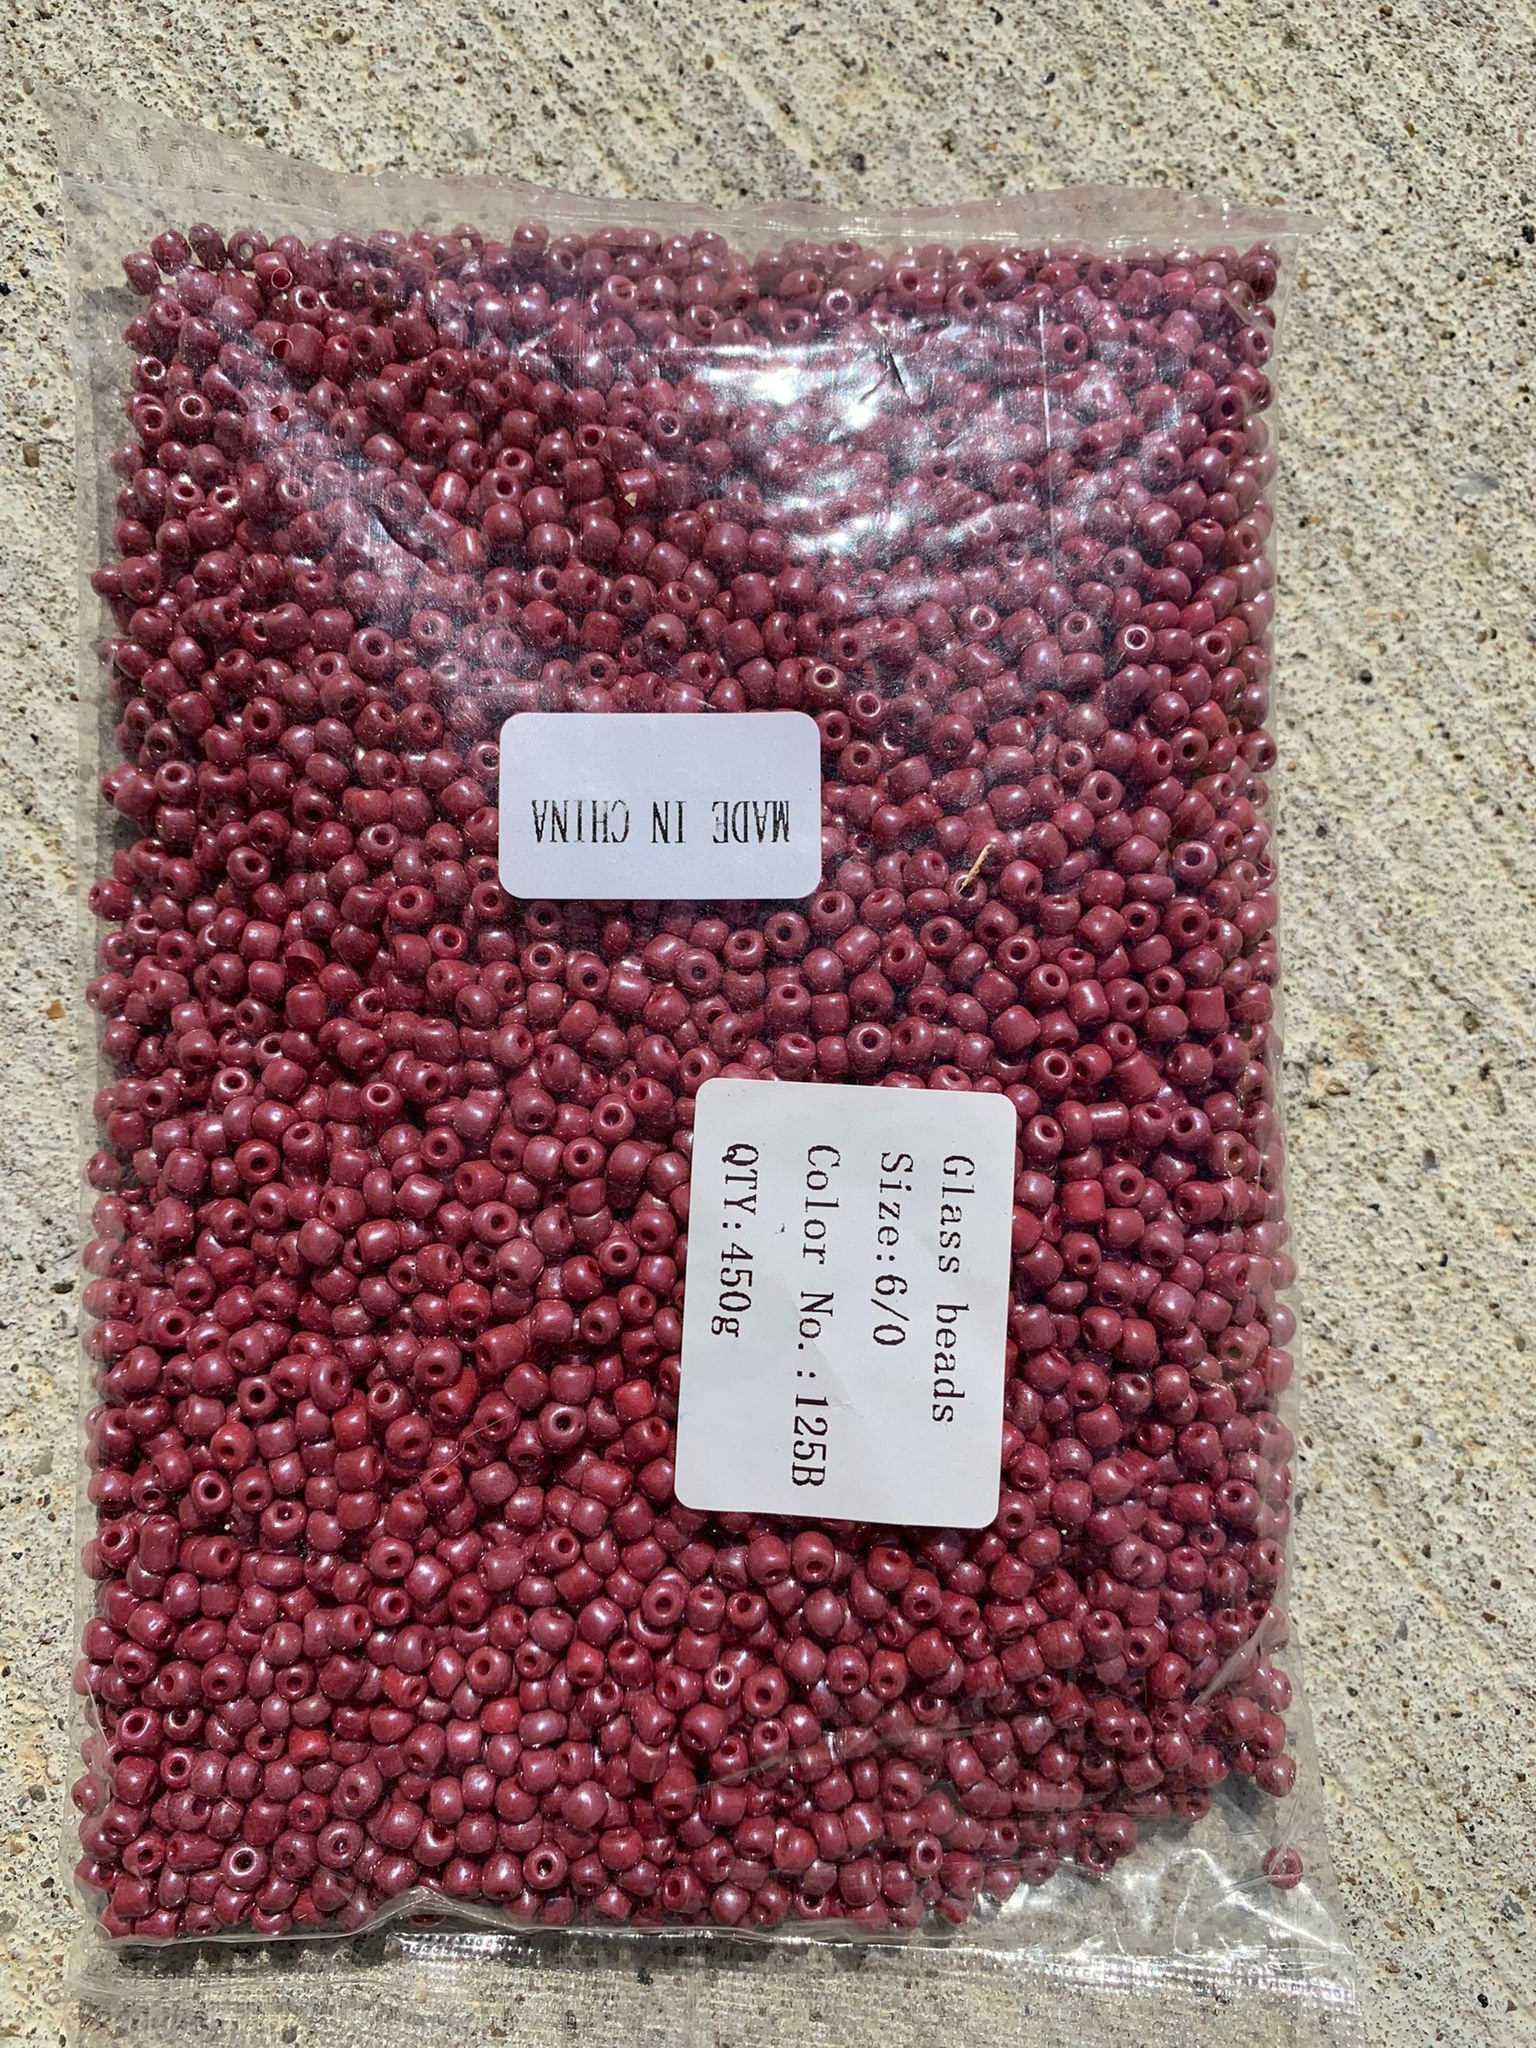 MADE IN CHINA
Glass beads
Size:6/0
Color No.:125B
QTY:450g